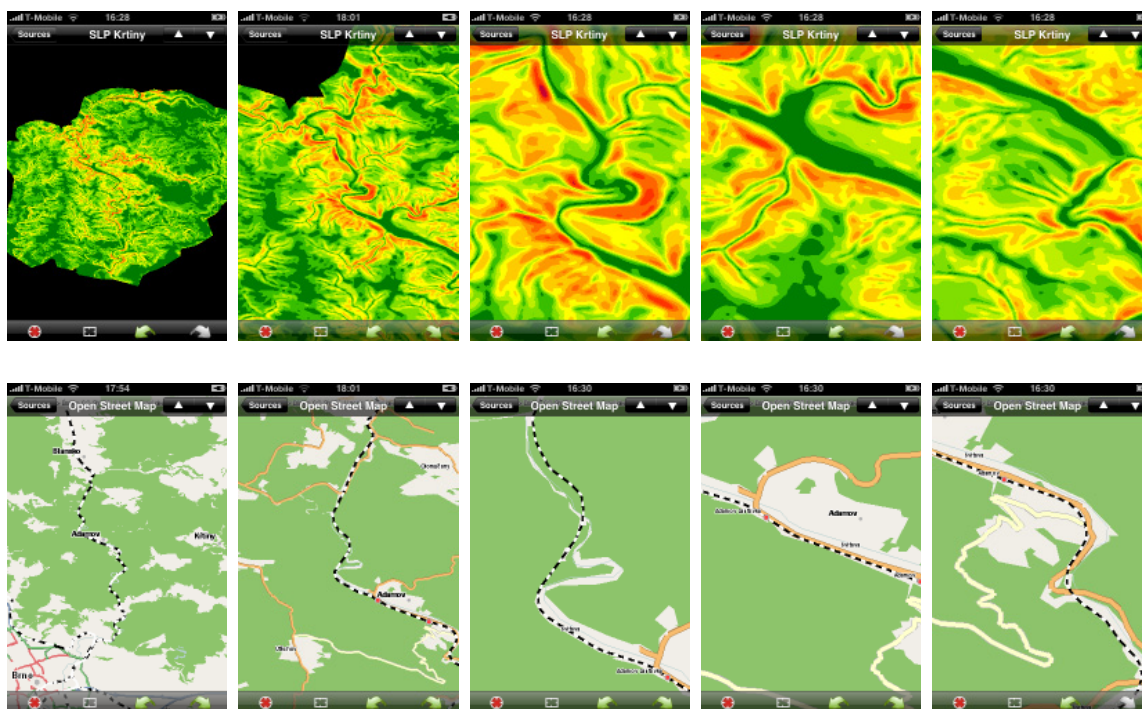 T-Mobile 16:28
Sources SLP Krtiny
T-Mobile 18:01
Sources SLP Krtiny
T-Mobile 16:28
Sources SLP Krtiny
T-Mobile 16:28
Sources SLP Krtiny
T-Mobile 16:28
Sources SLP Krtiny
T-Mobile 17:54
Sources Open Street Map
Blansko
Adamov
Křtiny
Brno
T-Mobile 18:01
Sources Open Street Map
Adamov
T-Mobile 16:30
Sources Open Street Map
T-Mobile 16:30
Sources Open Street Map
Adamov
Adamov
T-Mobile 16:30
Sources Open Street Map
Adamov